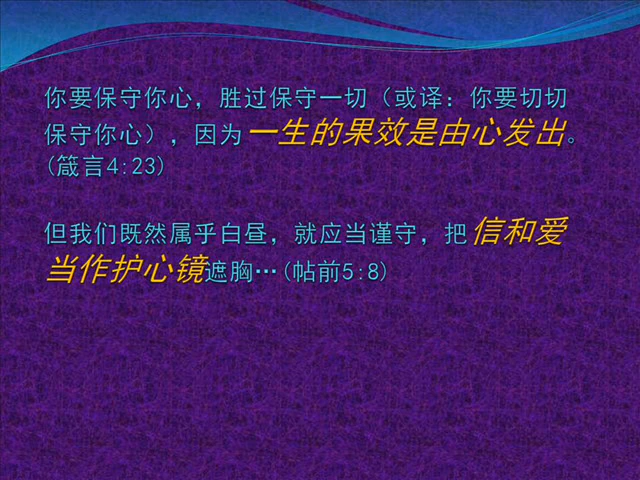 你要保守你心，胜过保守一切（或译：你要切切
保守你心），因为一生的果效是由心发出。
(箴言4:23)
但我们既然属乎白昼，就应当谨守，把信和爱
当作护心镜遮胸…(帖前5:8)